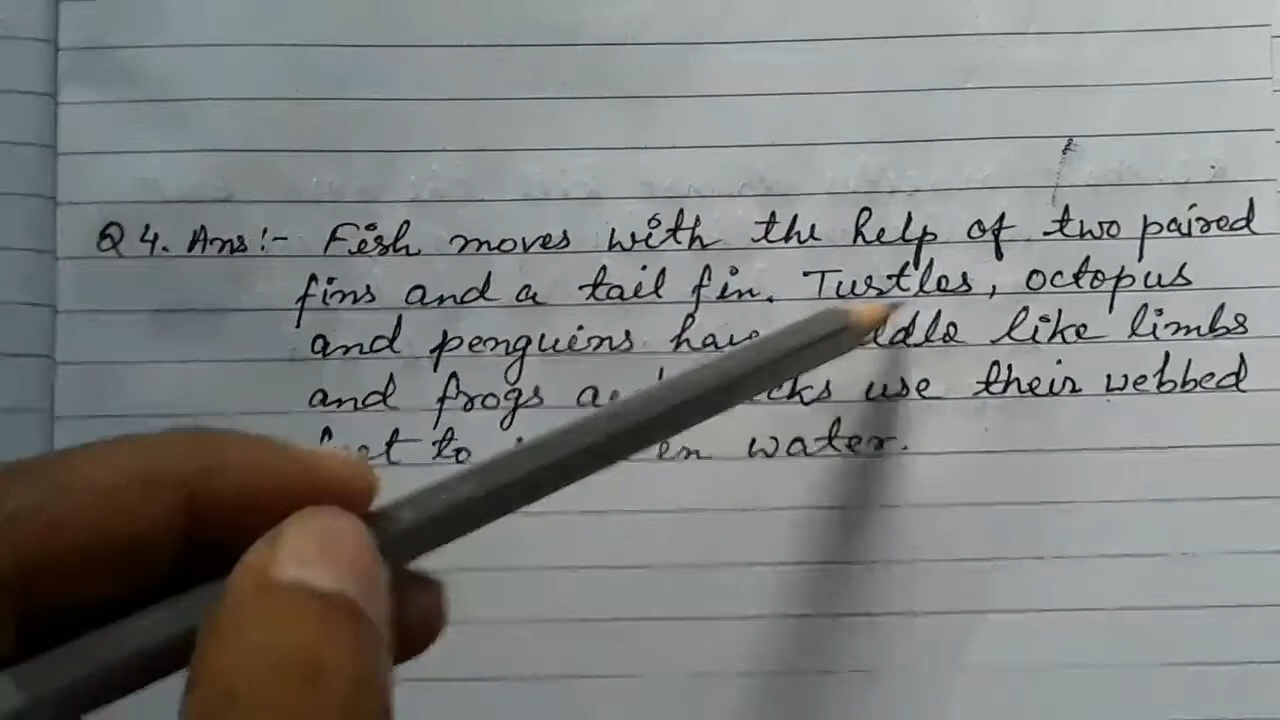 Q 4. Ans :- Fish moves with the help of two paired
fins and a tail fin. Turtles, octopus
and penguins like limbs
and frogs use their webbed
to water.